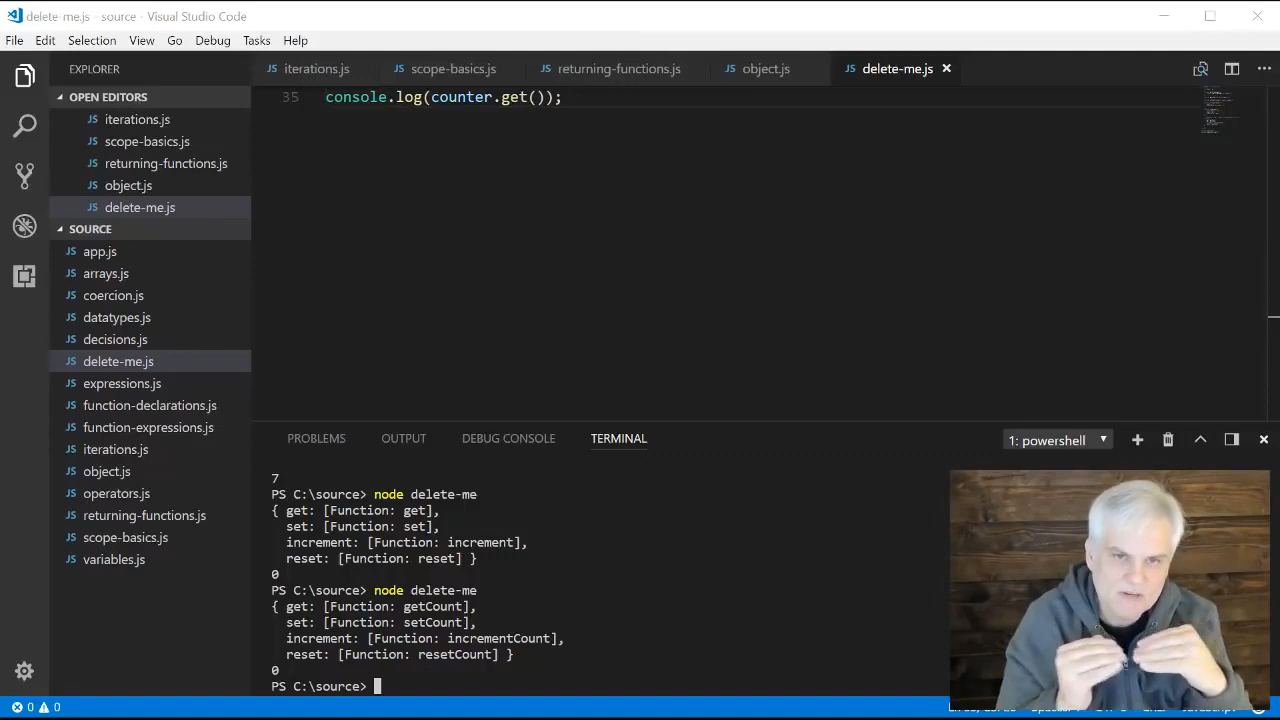 delete-me.js - source - Visual Studio Code
File Edit Selection View Go Debug Tasks Help
EXPLORER
JS iterations.js JS scope-basics.js JS returning-functions.js JS object.js JS delete-me.js
OPEN EDITORS
JS iterations.js
JS scope-basics.js
JS returning-functions.js
JS object.js
JS delete-me.js
SOURCE
JS app.js
JS arrays.js
JS coercion.js
JS datatypes.js
JS decisions.js
JS delete-me.js
JS expressions.js
JS function-declarations.js
JS function-expressions.js
JS iterations.js
JS object.js
JS operators.js
JS returning-functions.js
JS scope-basics.js
JS variables.js
35 console.log(counter.get());
PROBLEMS OUTPUT DEBUG CONSOLE TERMINAL 1: powershell
7
PS C:\source> node delete-me
{ get: [Function: get],
set: [Function: set],
increment: [Function: increment],
reset: [Function: reset] }
0
PS C:\source> node delete-me
{ get: [Function: getCount],
set: [Function: setCount],
increment: [Function: incrementCount],
reset: [Function: resetCount] }
0
PS C:\source>
0 0